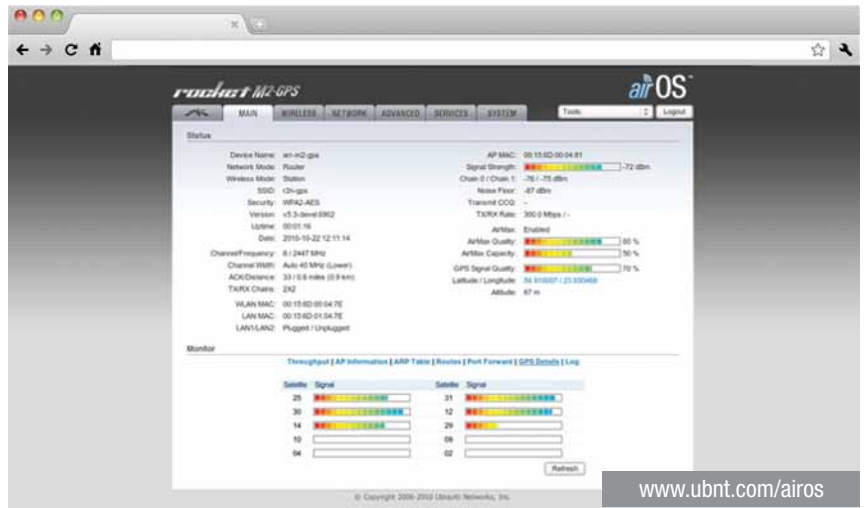 rocket M2-GPS
airOS™
MAIN WIRELESS NETWORK ADVANCED SERVICES SYSTEM Tools: Logout
Status
Device Name: en-m2-gps
Network Mode: Router
Wireless Mode: Station
SSID: r2n-gps
Security: WPA2-AES
Version: v5.3-devel.6962
Uptime: 00:01:16
Date: 2010-10-22 12:11:14
Channel/Frequency: 8 / 2447 MHz
Channel Width: Auto 40 MHz (Lower)
ACK/Distance: 33 / 0.6 miles (0.9 km)
TX/RX Chains: 2X2
WLAN MAC: 00:15:6D:00:04:7E
LAN MAC: 00:15:6D:01:04:7E
LAN1/LAN2: Plugged / Unplugged
AP MAC: 00:15:6D:00:04:81
Signal Strength: -72 dBm
Chain 0 / Chain 1: -76 / -75 dBm
Noise Floor: -87 dBm
Transmit CCQ: -
TX/RX Rate: 300.0 Mbps / -
AirMax: Enabled
AirMax Quality: 80 %
AirMax Capacity: 50 %
GPS Signal Quality: 70 %
Latitude / Longitude:
Altitude: 67 m
Monitor
Throughput | AP Information | ARP Table | Routes | Port Forward | GPS Details | Log
Satellite Signal Satellite Signal
25 31
30 12
14 29
10 09
04 02
Refresh
© Copyright 2006-2010 Ubiquiti Networks, Inc.
www.ubnt.com/airos